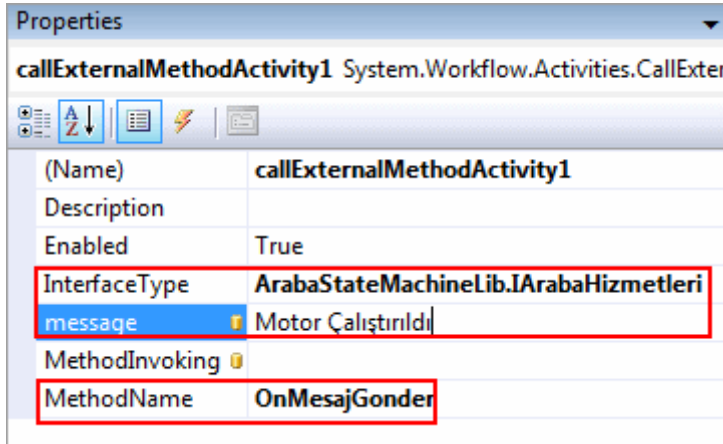 Properties
callExternalMethodActivity1 System.Workflow.Activities.CallExter
(Name) callExternalMethodActivity1
Description
Enabled True
InterfaceType ArabaStateMachineLib.IArabaHizmetleri
message Motor Çalıştırıldı
MethodInvoking
MethodName OnMesajGonder